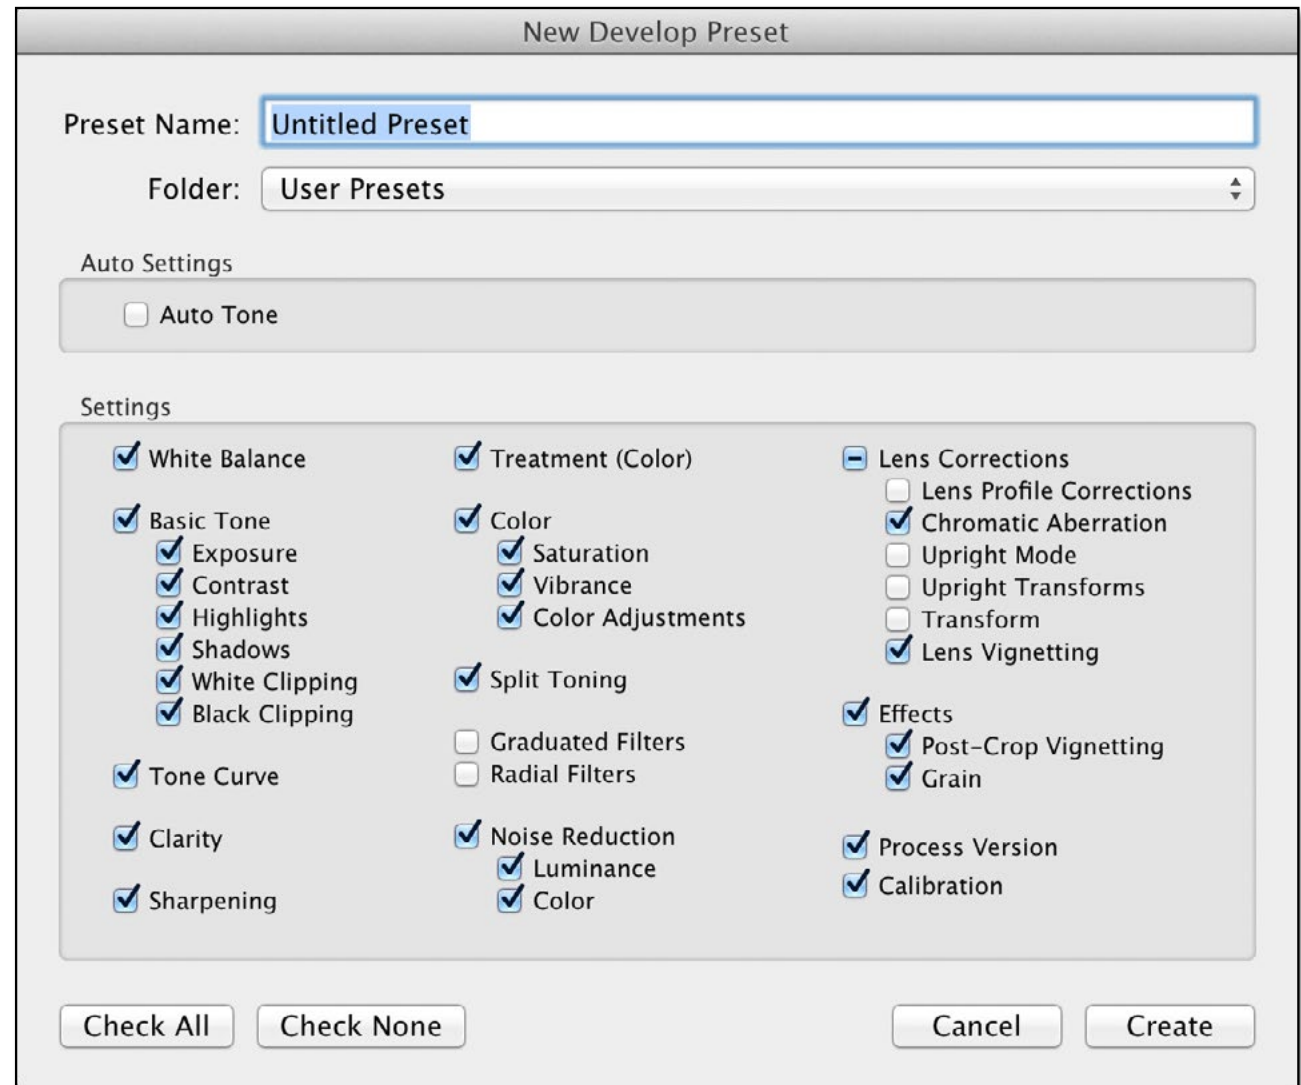 New Develop Preset
Preset Name: Untitled Preset
Folder: User Presets
Auto Settings
Auto Tone
Settings
White Balance
Basic Tone
Exposure
Contrast
Highlights
Shadows
White Clipping
Black Clipping
Tone Curve
Clarity
Sharpening
Treatment (Color)
Color
Saturation
Vibrance
Color Adjustments
Split Toning
Graduated Filters
Radial Filters
Noise Reduction
Luminance
Color
Lens Corrections
Lens Profile Corrections
Chromatic Aberration
Upright Mode
Upright Transforms
Transform
Lens Vignetting
Effects
Post-Crop Vignetting
Grain
Process Version
Calibration
Check All
Check None
Cancel
Create